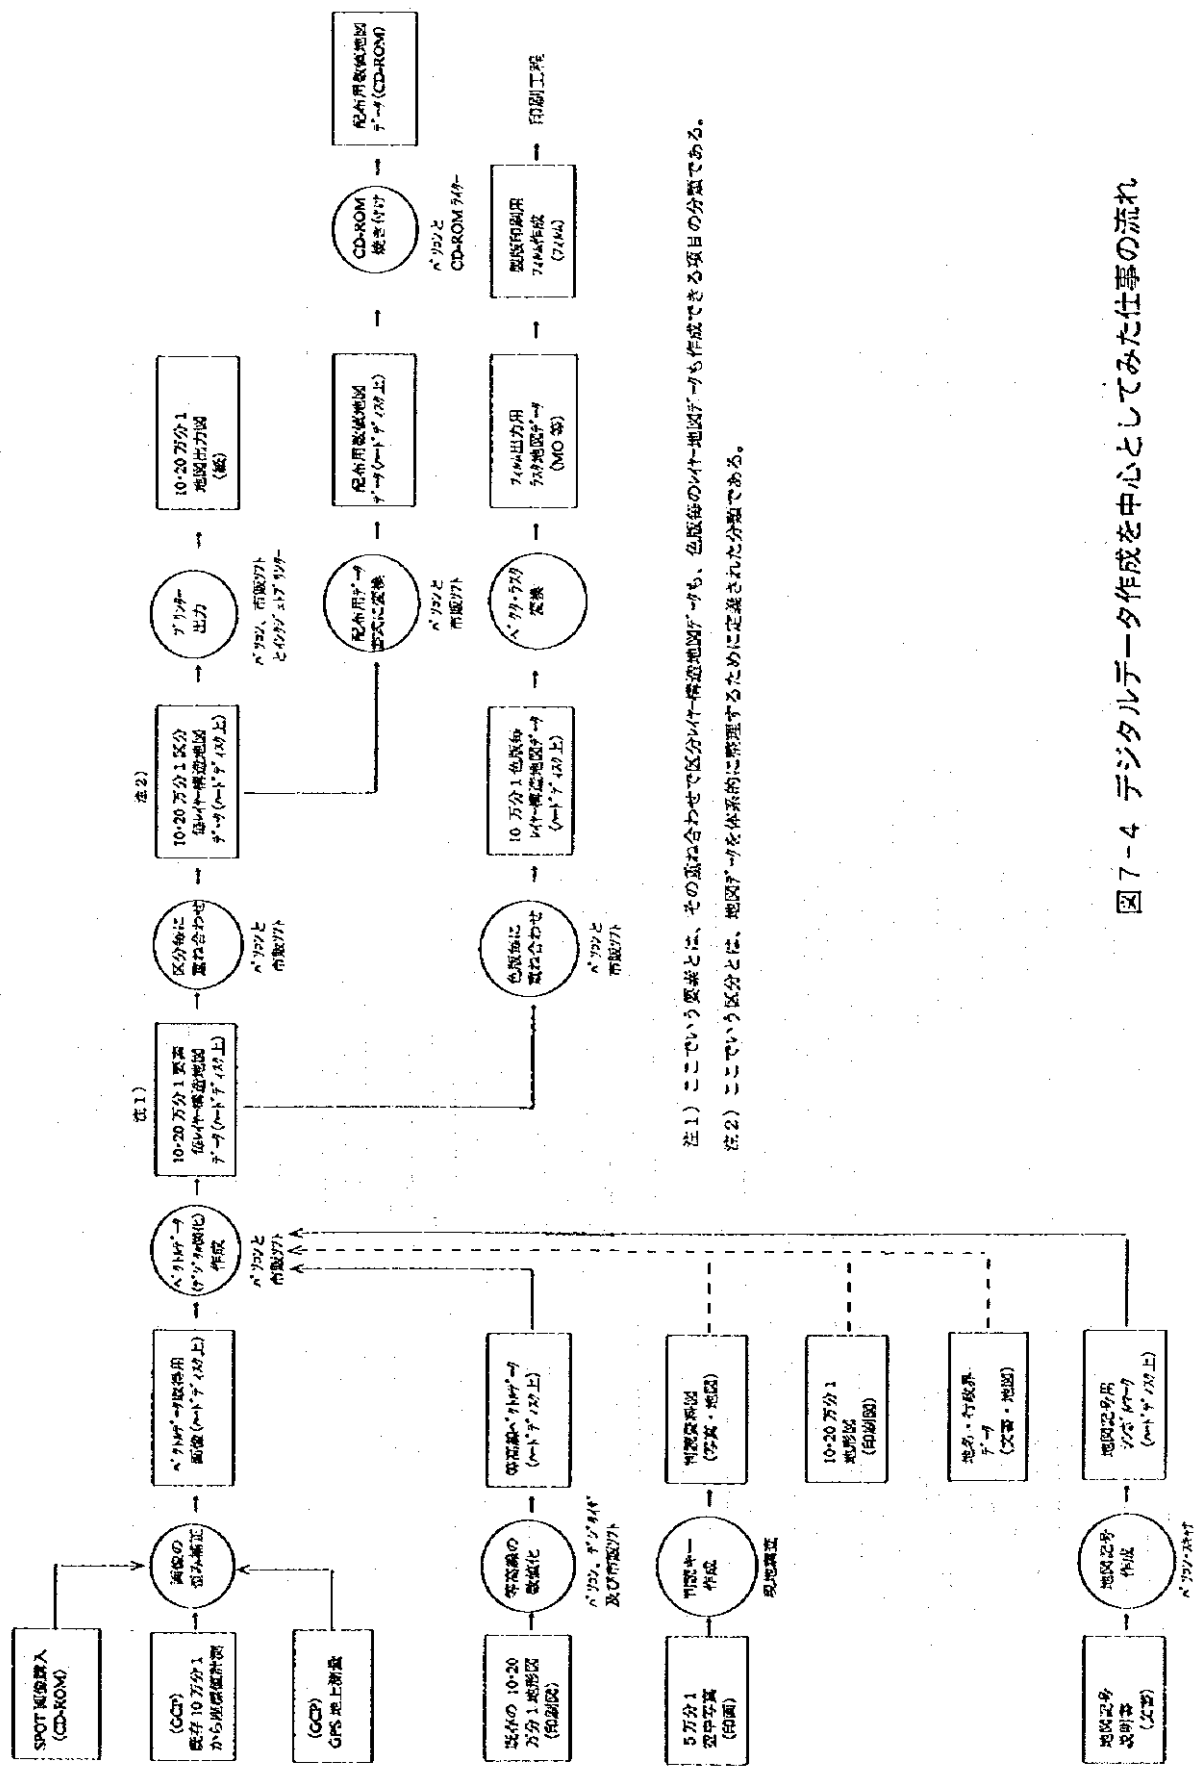 SPOT 画像購入
(CD-ROM)
(GCP)
既存 10 万分 1
から座標値計測
(GCP)
GPS 地上測量
画像の
歪み補正
ベクトルデータ取得用
画像(ハードディスク上)
ベクトルデータ
(デジタル図化)
作成
パソコンと
市販ソフト
注1)
10・20 万分 1 要素
毎レイヤー構造地図
データ(ハードディスク上)
区分毎に
重ね合わせ
パソコンと
市販ソフト
注2)
10・20 万分 1 区分
毎レイヤー構造地図
データ(ハードディスク上)
プリンター
出力
パソコン、市販ソフト
とインクジェットプリンター
10・20 万分 1
地図出力図
(紙)
配布用データ
書式に変換
パソコンと
市販ソフト
配布用数値地図
データ(ハードディスク上)
CD-ROM
焼き付け
パソコンと
CD-ROM ライター
配布用数値地図
データ(CD-ROM)
既存の 10・20
万分 1 地形図
(印刷図)
等高線の
数値化
パソコン、デジタイザ
及び市販ソフト
等高線ベクトルデータ
(ハードディスク上)
色版毎に
重ね合わせ
パソコンと
市販ソフト
10 万分 1 色版毎
レイヤー構造地図データ
(ハードディスク上)
ベクタ・ラスタ
変換
フィルム出力用
ラスタ地図データ
(MO 等)
製版印刷用
フィルム作成
(フィルム)
印刷工程
5 万分 1
空中写真
(印画)
判読キー
作成
現地調査
判読資料図
(写真・地図)
10・20 万分 1
地形図
(印刷図)
地名・行政界
データ
(文書・地図)
地図記号
説明書
(文書)
地図記号
作成
パソコン・スキャナ
地図記号用
シンボルマーク
(ハードディスク上)
注1) ここでいう要素とは、その重ね合わせで区分レイヤー構造地図データも、色版毎のレイヤー地図データも作成できる項目の分類である。
注2) ここでいう区分とは、地図データを体系的に整理するために定義された分類である。
図7-4 デジタルデータ作成を中心としてみた仕事の流れ